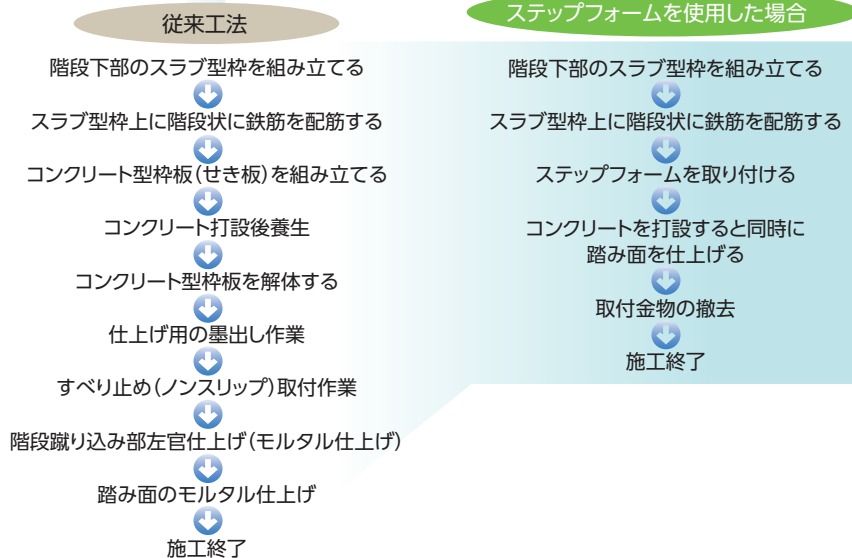 従来工法
階段下部のスラブ型枠を組み立てる
スラブ型枠上に階段状に鉄筋を配筋する
コンクリート型枠板(せき板)を組み立てる
コンクリート打設後養生
コンクリート型枠板を解体する
仕上げ用の墨出し作業
すべり止め(ノンスリップ)取付作業
階段蹴り込み部左官仕上げ(モルタル仕上げ)
踏み面のモルタル仕上げ
施工終了
ステップフォームを使用した場合
階段下部のスラブ型枠を組み立てる
スラブ型枠上に階段状に鉄筋を配筋する
ステップフォームを取り付ける
コンクリートを打設すると同時に
踏み面を仕上げる
取付金物の撤去
施工終了